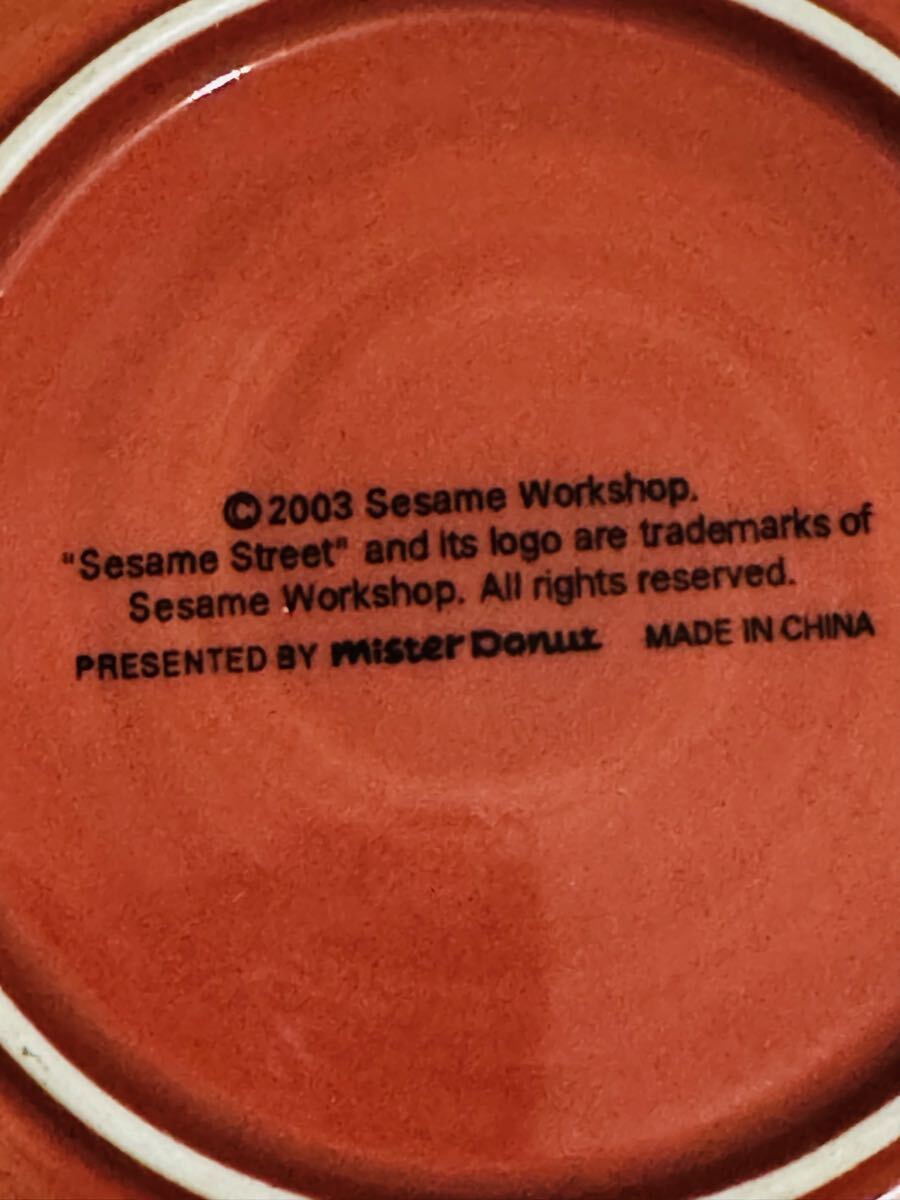 ©2003 Sesame Workshop.
"Sesame Street" and its logo are trademarks of
Sesame Workshop. All rights reserved.
PRESENTED BY mister Donut MADE IN CHINA